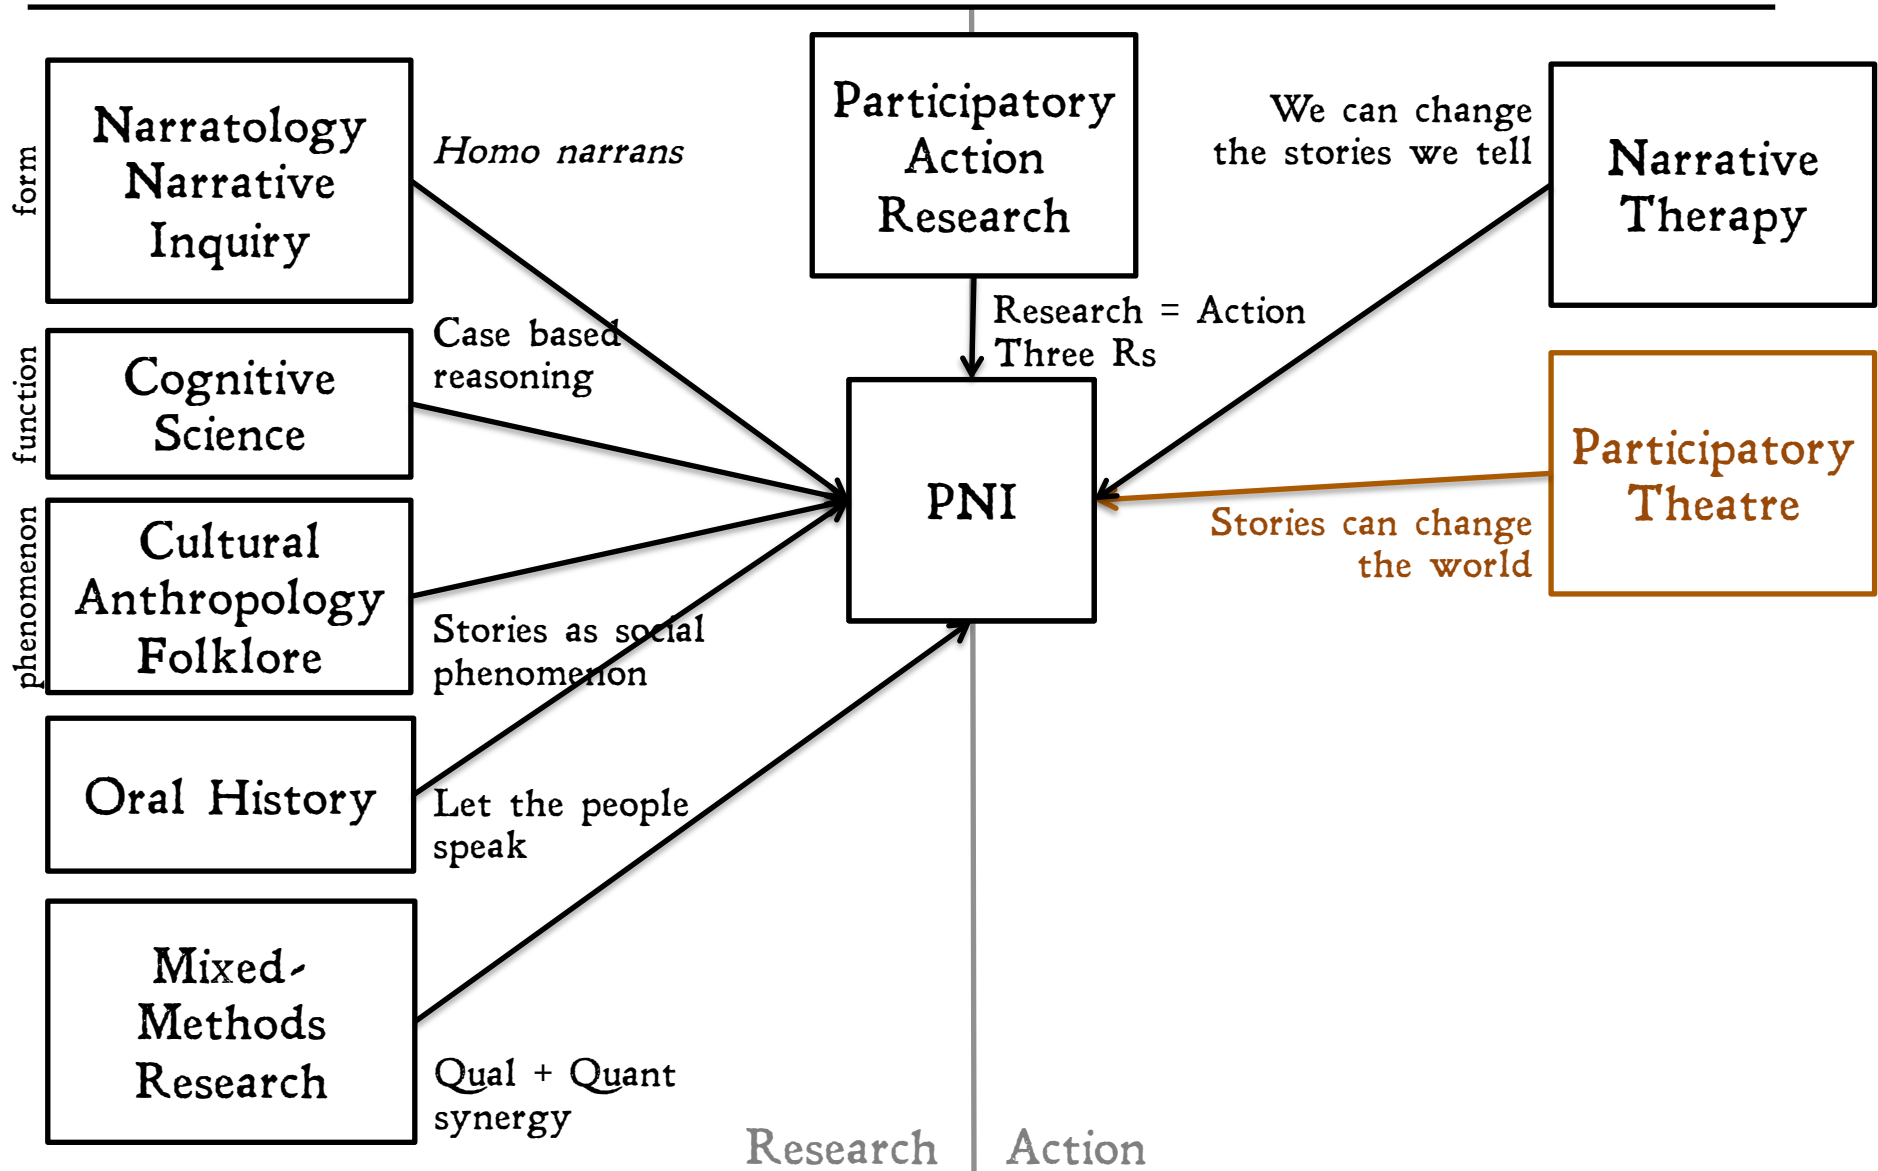 form
Narratology
Narrative
Inquiry
Homo narrans
Participatory
Action
Research
We can change
the stories we tell
Narrative
Therapy
Research = Action
Three Rs
function
Cognitive
Science
Case based
reasoning
PNI
Participatory
Theatre
Stories can change
the world
phenomenon
Cultural
Anthropology
Folklore
Stories as social
phenomenon
Oral History
Let the people
speak
Mixed-
Methods
Research
Qual + Quant
synergy
Research
Action